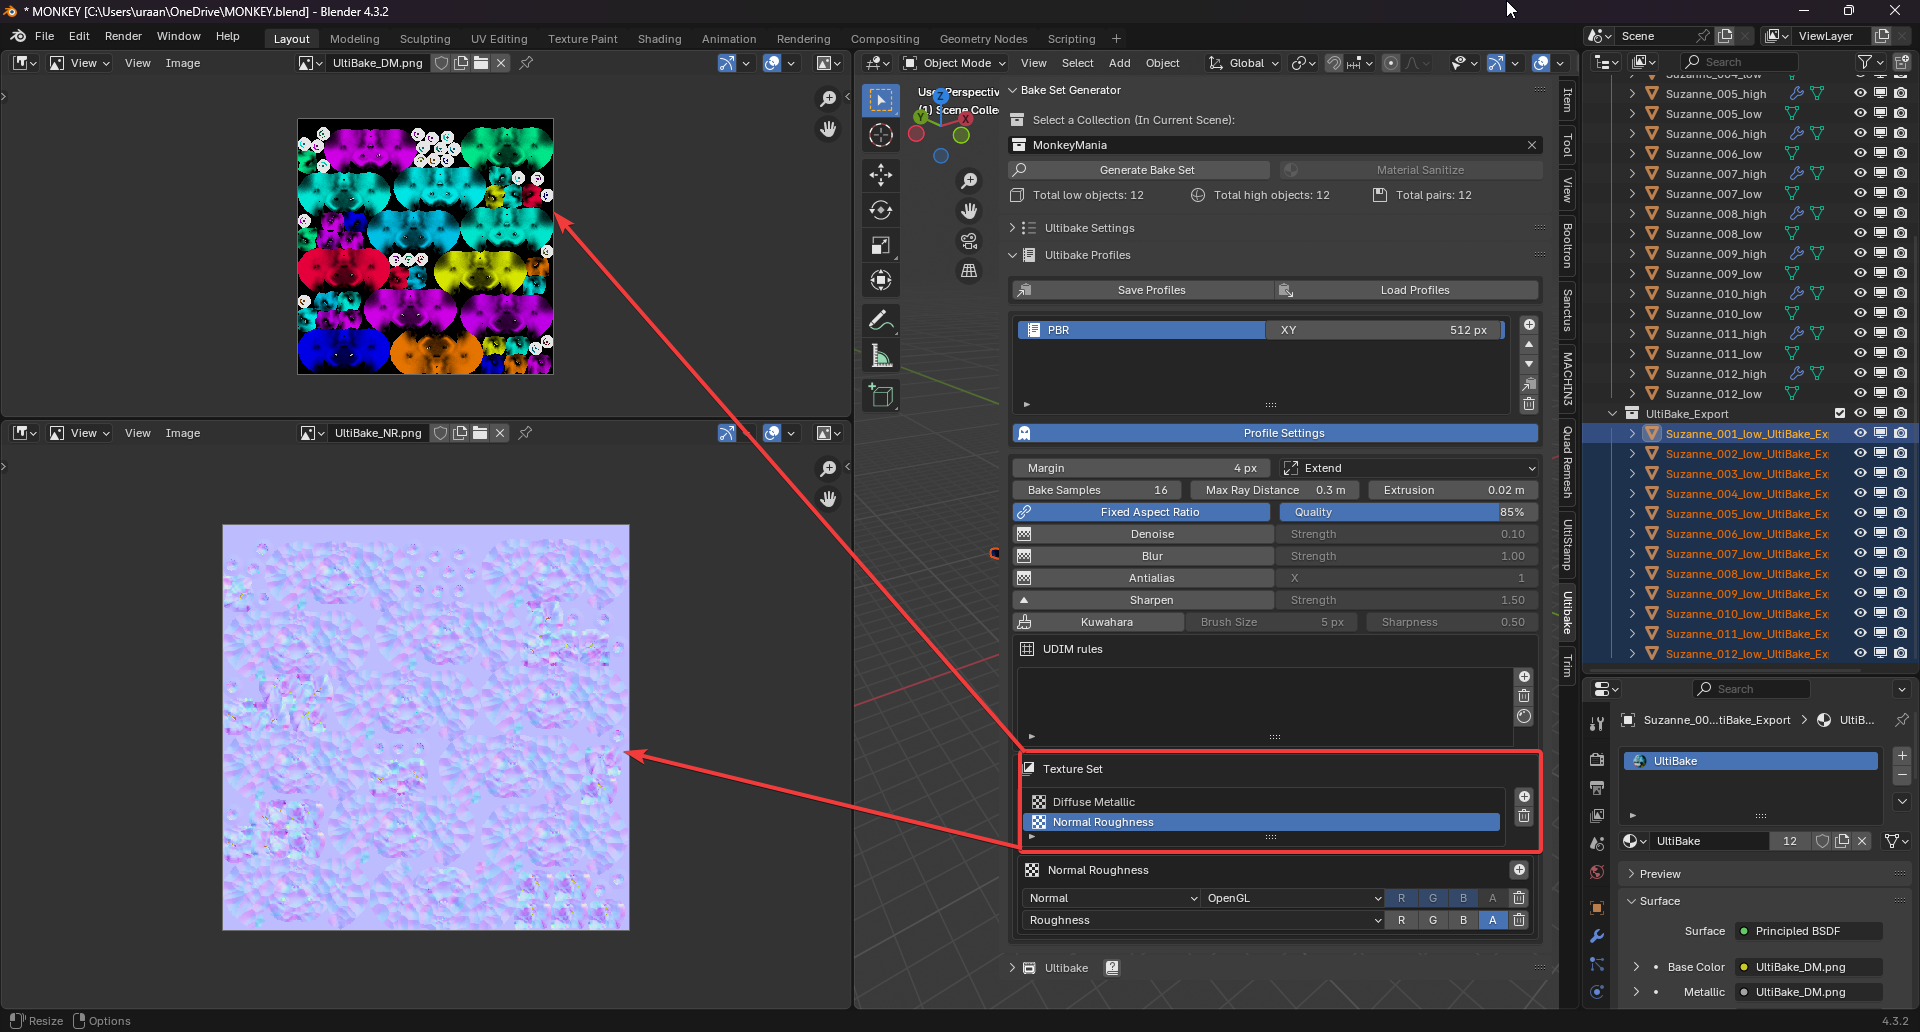 * MONKEY [C:\Users\uraan\OneDrive\MONKEY.blend] - Blender 4.3.2
File Edit Render Window Help Layout Modeling Sculpting UV Editing Texture Paint Shading Animation Rendering Compositing Geometry Nodes Scripting + Scene ViewLayer
View View Image UltiBake_DM.png
Object Mode View Select Add Object Global Search
User Perspectiv
(1) Scene Colle
Z
Y
X
Bake Set Generator
Select a Collection (In Current Scene):
MonkeyMania
Generate Bake Set Material Sanitize
Total low objects: 12 Total high objects: 12 Total pairs: 12
Ultibake Settings
Ultibake Profiles
Save Profiles Load Profiles
PBR XY 512 px
Profile Settings
Margin 4 px Extend
Bake Samples 16 Max Ray Distance 0.3 m Extrusion 0.02 m
Fixed Aspect Ratio Quality 85%
Denoise Strength 0.10
Blur Strength 1.00
Antialias X 1
Sharpen Strength 1.50
Kuwahara Brush Size 5 px Sharpness 0.50
UDIM rules
Texture Set
Diffuse Metallic
Normal Roughness
Normal Roughness
Normal OpenGL R G B A
Roughness R G B A
Ultibake
Item
Tool
View
Booltron
Sanctus
MACHIN3
Quad Remesh
UltiStamp
Ultibake
Trim
View View Image UltiBake_NR.png
Suzanne_004_low
Suzanne_005_high
Suzanne_005_low
Suzanne_006_high
Suzanne_006_low
Suzanne_007_high
Suzanne_007_low
Suzanne_008_high
Suzanne_008_low
Suzanne_009_high
Suzanne_009_low
Suzanne_010_high
Suzanne_010_low
Suzanne_011_high
Suzanne_011_low
Suzanne_012_high
Suzanne_012_low
UltiBake_Export
Suzanne_001_low_UltiBake_Ex
Suzanne_002_low_UltiBake_Ex
Suzanne_003_low_UltiBake_Ex
Suzanne_004_low_UltiBake_Ex
Suzanne_005_low_UltiBake_Ex
Suzanne_006_low_UltiBake_Ex
Suzanne_007_low_UltiBake_Ex
Suzanne_008_low_UltiBake_Ex
Suzanne_009_low_UltiBake_Ex
Suzanne_010_low_UltiBake_Ex
Suzanne_011_low_UltiBake_Ex
Suzanne_012_low_UltiBake_Ex
Search
Suzanne_00...tiBake_Export UltiB...
UltiBake
UltiBake 12
Preview
Surface
Surface Principled BSDF
Base Color UltiBake_DM.png
Metallic UltiBake_DM.png
Resize Options 4.3.2